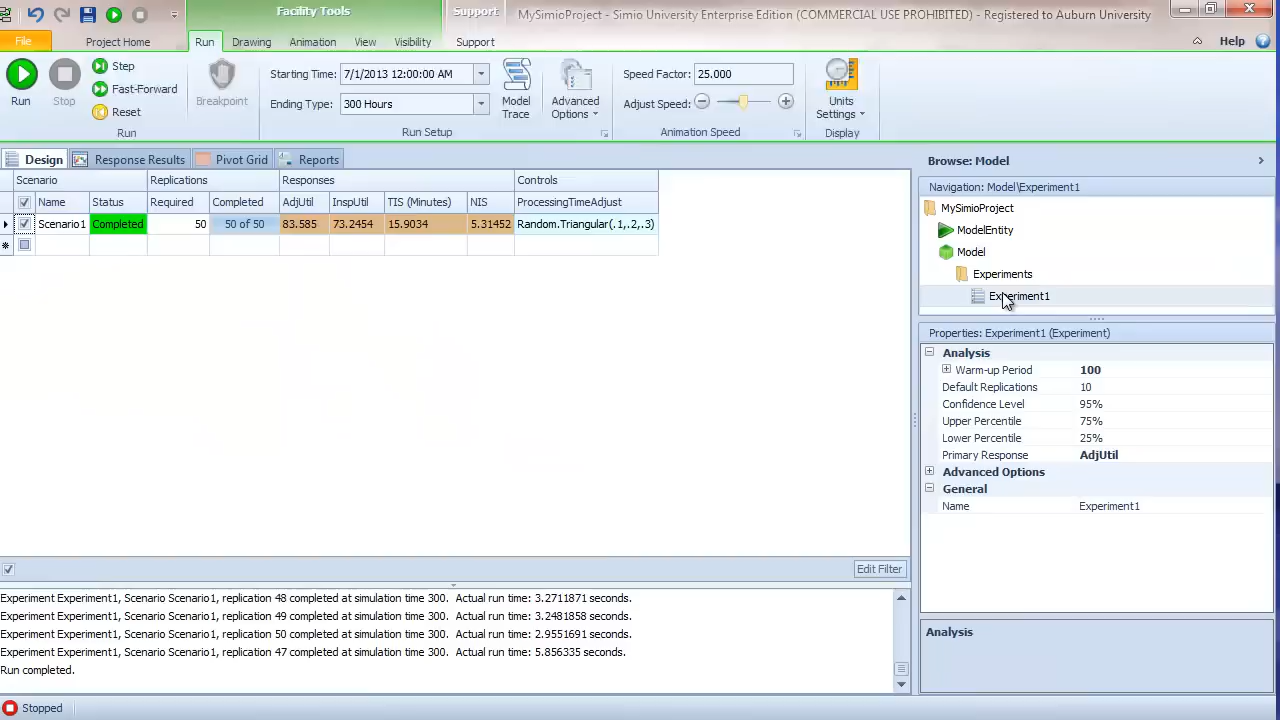 Facility Tools
Support
MySimioProject - Simio University Enterprise Edition (COMMERCIAL USE PROHIBITED) - Registered to Auburn University
File
Project Home
Run
Drawing
Animation
View
Visibility
Support
Help
Run
Stop
Step
Fast-Forward
Reset
Run
Breakpoint
Starting Time: 7/1/2013 12:00:00 AM
Ending Type: 300 Hours
Run Setup
Model Trace
Advanced Options
Speed Factor: 25.000
Adjust Speed:
Animation Speed
Units Settings
Display
Design
Response Results
Pivot Grid
Reports
Scenario Replications Responses Controls
Name Status Required Completed AdjUtil InspUtil TIS (Minutes) NIS ProcessingTimeAdjust
Scenario1 Completed 50 50 of 50 83.585 73.2454 15.9034 5.31452 Random.Triangular(.1,.2,.3)
Edit Filter
Experiment Experiment1, Scenario Scenario1, replication 48 completed at simulation time 300. Actual run time: 3.2711871 seconds.
Experiment Experiment1, Scenario Scenario1, replication 49 completed at simulation time 300. Actual run time: 3.2481858 seconds.
Experiment Experiment1, Scenario Scenario1, replication 50 completed at simulation time 300. Actual run time: 2.9551691 seconds.
Experiment Experiment1, Scenario Scenario1, replication 47 completed at simulation time 300. Actual run time: 5.856335 seconds.
Run completed.
Browse: Model
Navigation: Model\Experiment1
MySimioProject
ModelEntity
Model
Experiments
Experiment1
Properties: Experiment1 (Experiment)
Analysis
Warm-up Period 100
Default Replications 10
Confidence Level 95%
Upper Percentile 75%
Lower Percentile 25%
Primary Response AdjUtil
Advanced Options
General
Name Experiment1
Analysis
Stopped